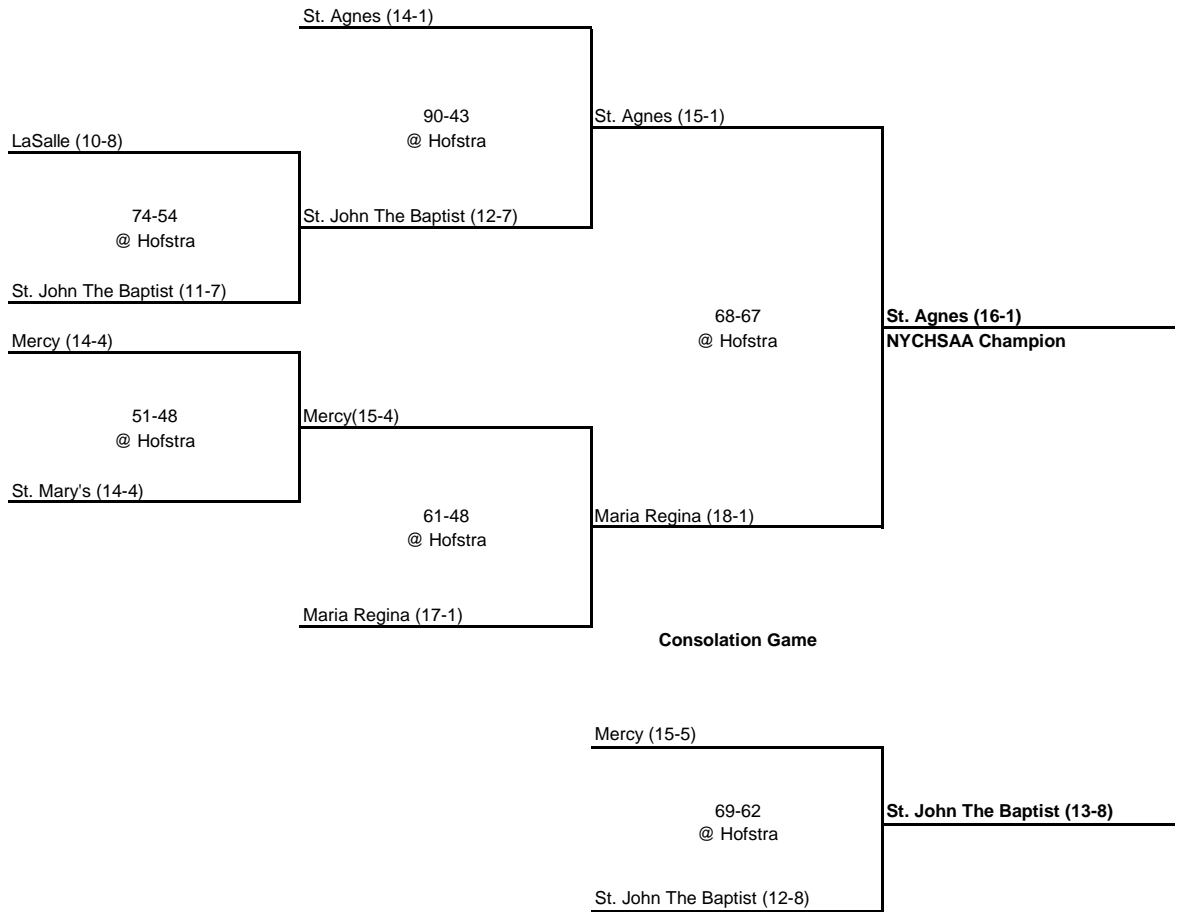 St. Agnes (14-1)
90-43
@ Hofstra
St. Agnes (15-1)
LaSalle (10-8)
74-54
@ Hofstra
St. John The Baptist (12-7)
St. John The Baptist (11-7)
68-67
@ Hofstra
St. Agnes (16-1)
NYCHSAA Champion
Mercy (14-4)
51-48
@ Hofstra
Mercy(15-4)
St. Mary's (14-4)
61-48
@ Hofstra
Maria Regina (18-1)
Maria Regina (17-1)
Consolation Game
Mercy (15-5)
69-62
@ Hofstra
St. John The Baptist (13-8)
St. John The Baptist (12-8)